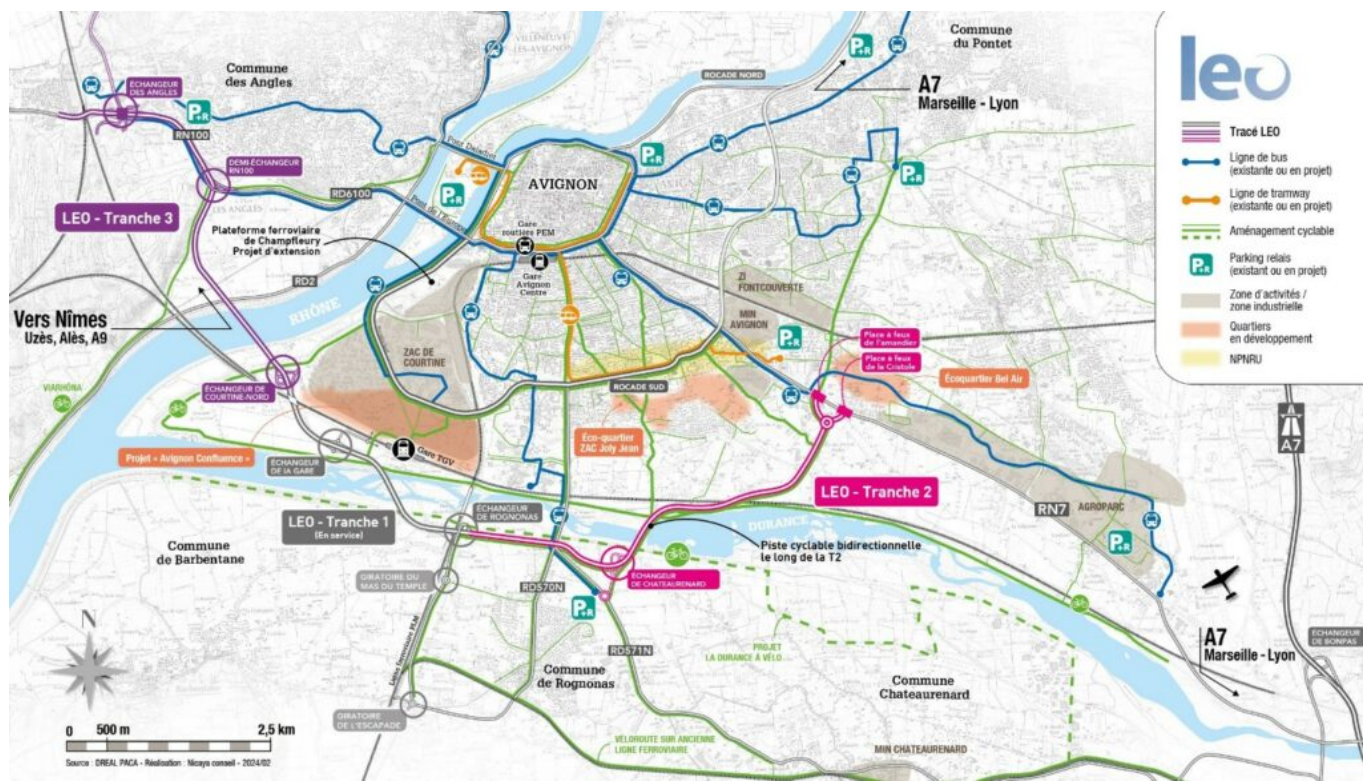 Commune
des Angles
VILLENEUVE
LES-AVIGNON
Commune
du Pontet
ROCADE NORD
A7
Marseille - Lyon
ÉCHANGEUR
DES ANGLES
P+R
RN100
DEMI-ÉCHANGEUR
RN100
LES ANGLES
RD6100
Pont Daladier
P+R
P+R
P+R
P+R
AVIGNON
Pont de l'Europe
Gare
routière PEM
Gare
Avignon
Centre
LEO - Tranche 3
Plateforme ferroviaire
de Champfleury
Projet d'extension
RD2
RHÔNE
Vers Nîmes
Uzès, Alès, A9
ZI
FONTCOUVERTE
MIN
AVIGNON
P+R
Place à feux
de l'amandier
Place à feux
de la Cristole
ZAC DE
COURTINE
ROCADE SUD
Écoquartier Bel Air
VIARHÔNA
ÉCHANGEUR DE
COURTINE-NORD
Éco-quartier
ZAC Joly Jean
Projet « Avignon Confluence »
ÉCHANGEUR
DE LA GARE
Gare TGV
LEO - Tranche 2
LEO - Tranche 1
(En service)
ÉCHANGEUR
DE ROGNONAS
RN7
AGROPARC
P+R
DURANCE
Piste cyclable bidirectionnelle
le long de la T2
Commune
de Barbentane
GIRATOIRE DU
MAS DU TEMPLE
RD570N
ÉCHANGEUR
DE CHATEAURENARD
P+R
A7
A7
Marseille - Lyon
ÉCHANGEUR
DE BONPAS
N
Ligne ferroviaire PLM
RD571N
PROJET
LA DURANCE À VÉLO
Commune
de Rognonas
Commune
Chateaurenard
GIRATOIRE
DE L'ESCAPADE
VÉLOROUTE SUR ANCIENNE
LIGNE FERROVIAIRE
MIN CHATEAURENARD
0 500 m 2,5 km
Source : DREAL PACA - Réalisation : Nicaya conseil - 2024/02
leo
Tracé LEO
Ligne de bus
(existante ou en projet)
Ligne de tramway
(existante ou en projet)
Aménagement cyclable
P+R
Parking relais
(existant ou en projet)
Zone d'activités /
zone industrielle
Quartiers
en développement
NPNRU